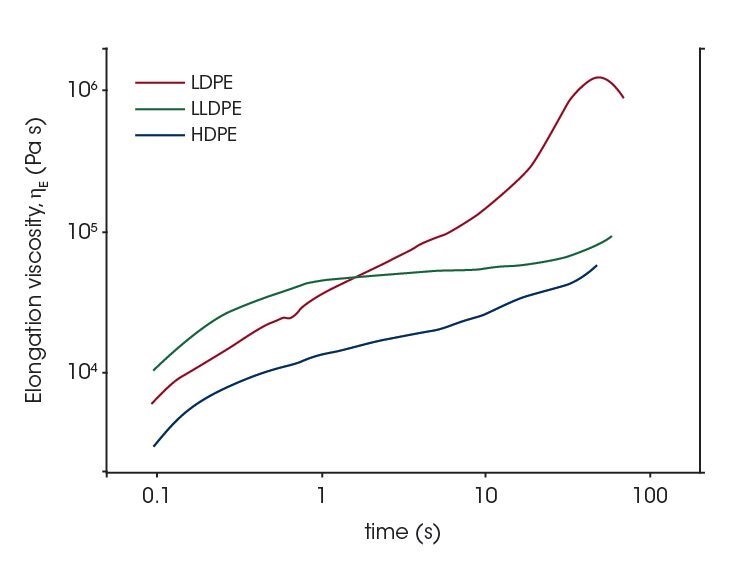 LDPE
LLDPE
HDPE
Elongation viscosity, ηE (Pa s)
10⁶
10⁵
10⁴
0.1
1
10
100
time (s)